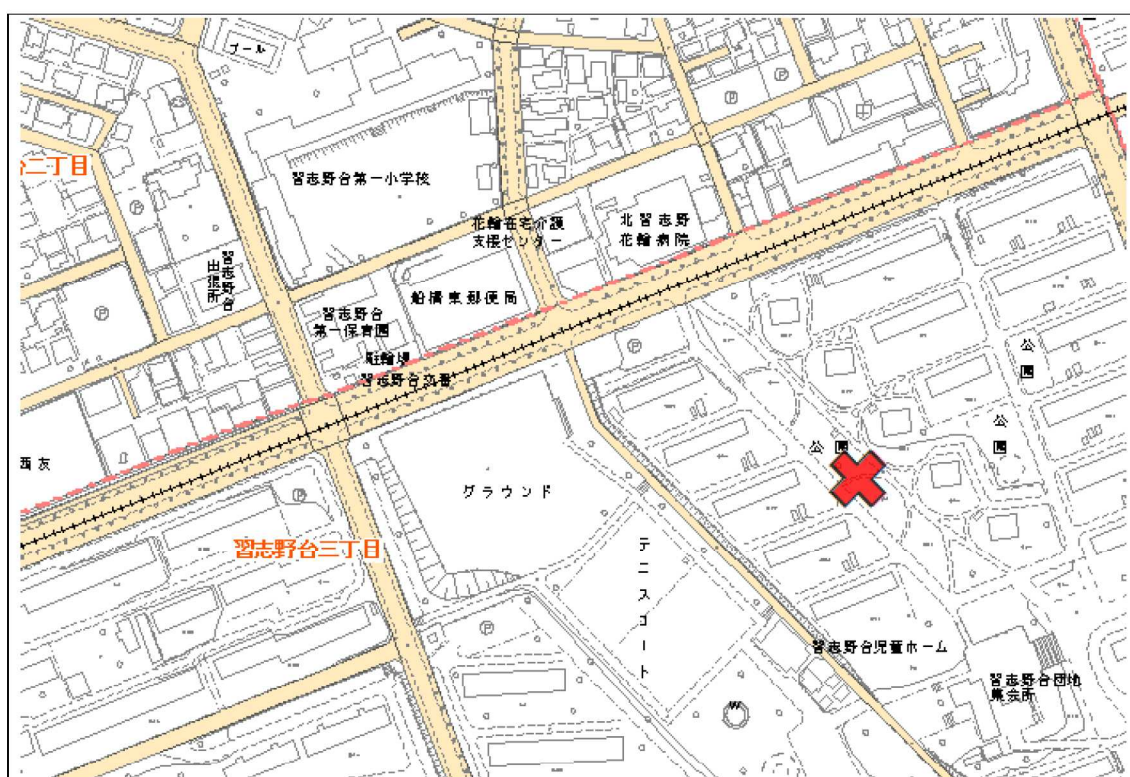 プール
台二丁目
習志野台第一小学校
花輪在宅介護
支援センター
北習志野
花輪病院
習志野台
出張所
船橋東郵便局
習志野台
第一保育園
駐輪場
習志野台交番
公園
公園
公園
西友
グラウンド
習志野台三丁目
テニスコート
習志野台児童ホーム
習志野台団地
集会所
P
P
P
P
P
P
P
W